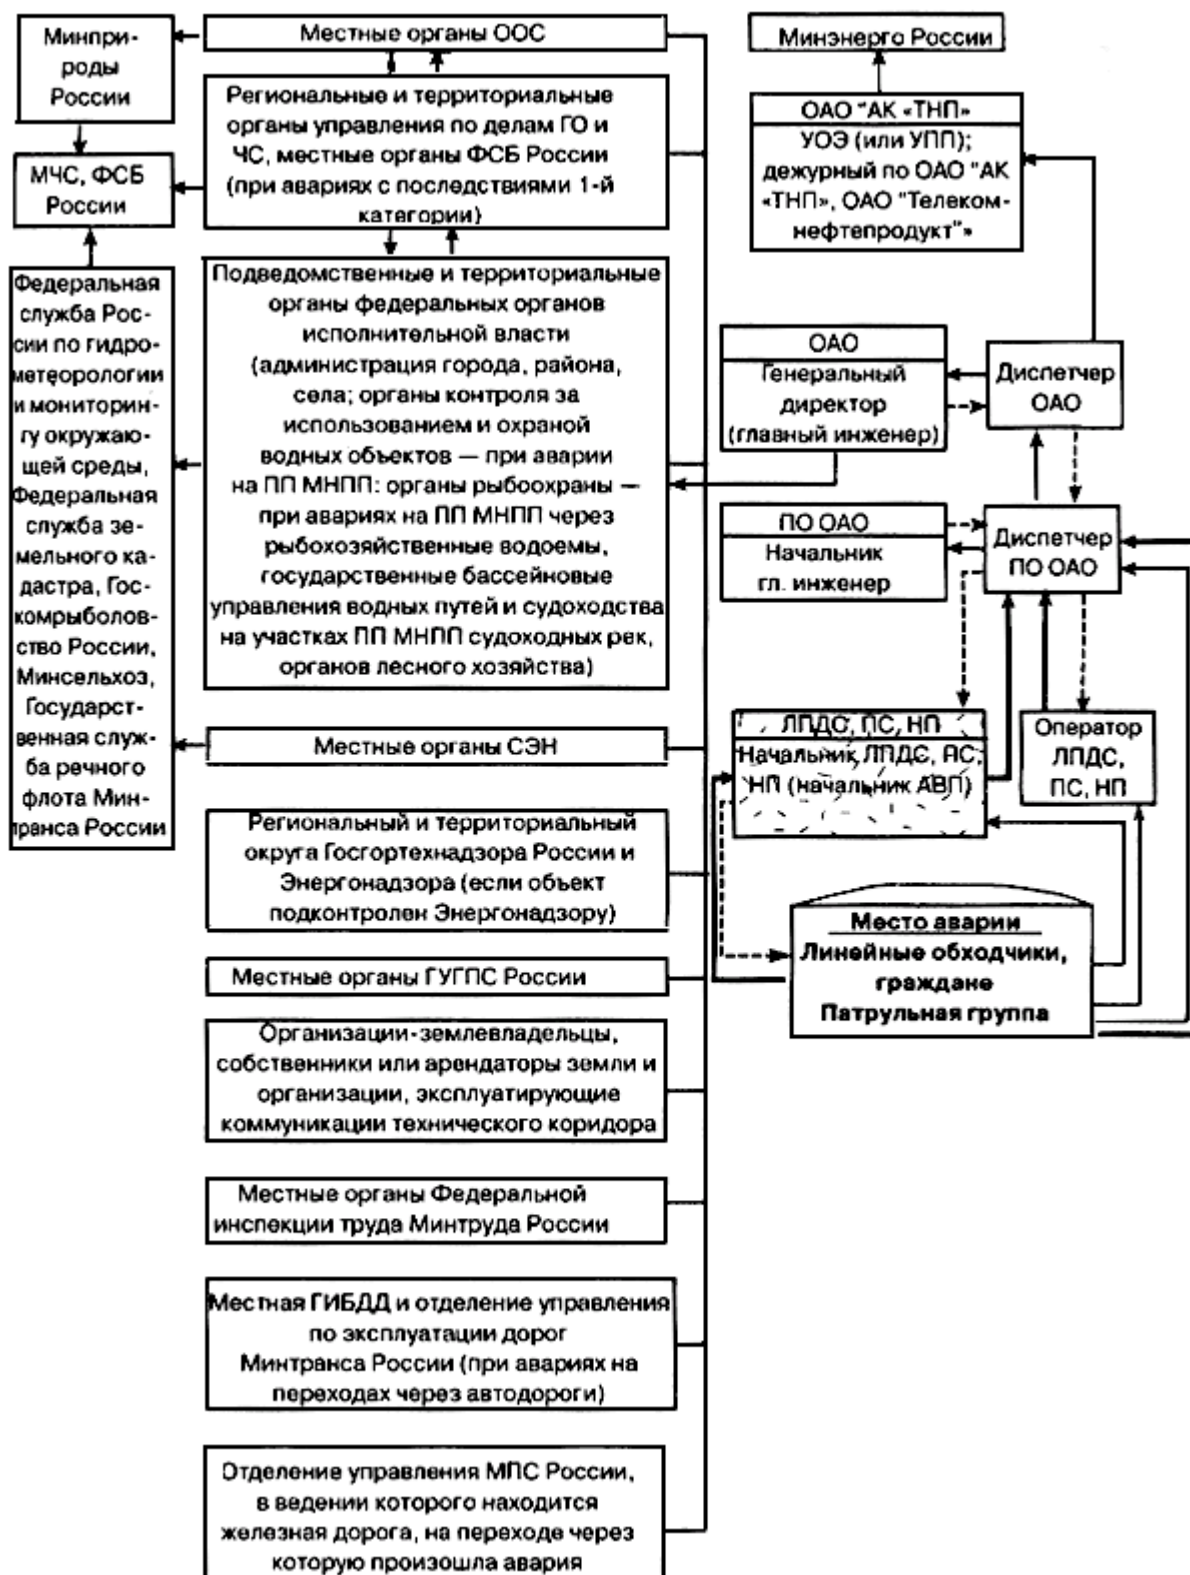 Минпри-
роды
России
МЧС, ФСБ
России
Федеральная
служба Рос-
сии по гидро-
метеорологии
и мониторин-
гу окружаю-
щей среды,
Федеральная
служба зе-
мельного ка-
дастра, Гос-
комрыболов-
ство России,
Минсельхоз,
Государст-
венная служ-
ба речного
флота Мин-
транса России
Местные органы ООС
Региональные и территориальные
органы управления по делам ГО и
ЧС, местные органы ФСБ России
(при авариях с последствиями 1-й
категории)
Подведомственные и территориальные
органы федеральных органов
исполнительной власти
(администрация города, района,
села; органы контроля за
использованием и охраной
водных объектов — при аварии
на ПП МНПП: органы рыбоохраны —
при авариях на ПП МНПП через
рыбохозяйственные водоемы,
государственные бассейновые
управления водных путей и судоходства
на участках ПП МНПП судоходных рек,
органов лесного хозяйства)
Местные органы СЭН
Региональный и территориальный
округа Госгортехнадзора России и
Энергонадзора (если объект
подконтролен Энергонадзору)
Местные органы ГУГПС России
Организации-землевладельцы,
собственники или арендаторы земли и
организации, эксплуатирующие
коммуникации технического коридора
Местные органы Федеральной
инспекции труда Минтруда России
Местная ГИБДД и отделение управления
по эксплуатации дорог
Минтранса России (при авариях на
переходах через автодороги)
Отделение управления МПС России,
в ведении которого находится
железная дорога, на переходе через
которую произошла авария
Минэнерго России
ОАО "АК «ТНП»
УОЭ (или УПП);
дежурный по ОАО "АК
«ТНП», ОАО "Телеком-
нефтепродукт"»
ОАО
Генеральный
директор
(главный инженер)
Диспетчер
ОАО
ПО ОАО
Начальник
гл. инженер
Диспетчер
ПО ОАО
ЛПДС, ПС, НП
Начальник ЛПДС, ПС,
НП (начальник АВП)
Оператор
ЛПДС,
ПС, НП
Место аварии
Линейные обходчики,
граждане
Патрульная группа